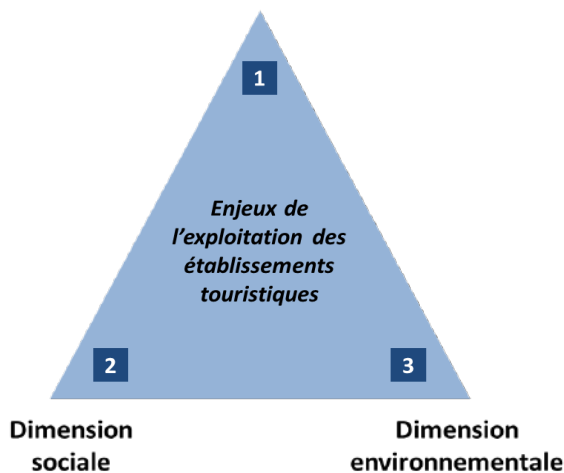 1
Enjeux de
l'exploitation des
établissements
touristiques
2
3
Dimension
sociale
Dimension
environnementale